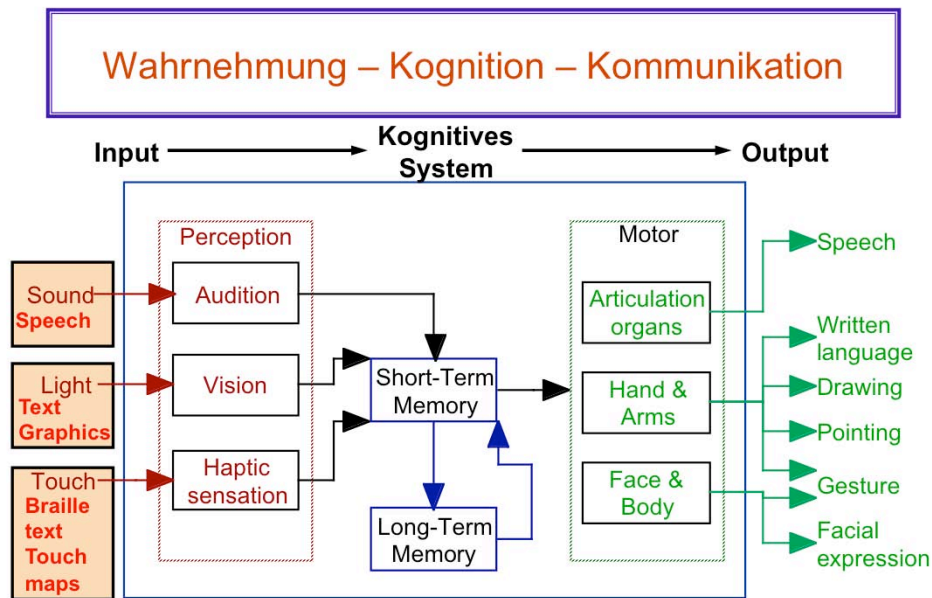 Wahrnehmung – Kognition – Kommunikation
Input
Kognitives
System
Output
Sound
Speech
Light
Text
Graphics
Touch
Braille
text
Touch
maps
Perception
Audition
Vision
Haptic
sensation
Short-Term
Memory
Long-Term
Memory
Motor
Articulation
organs
Hand &
Arms
Face &
Body
Speech
Written
language
Drawing
Pointing
Gesture
Facial
expression